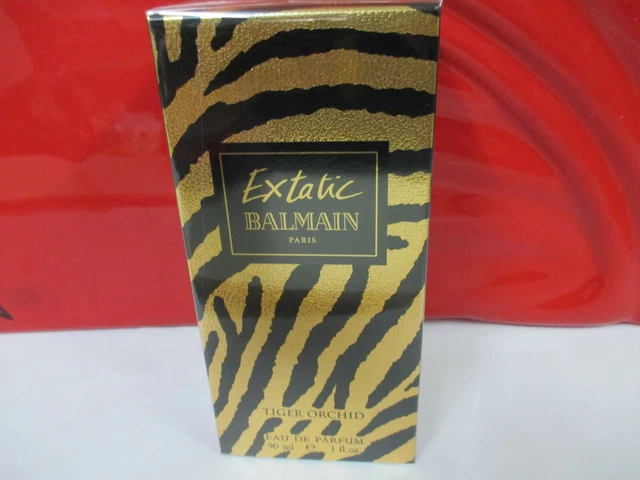 Extatic
BALMAIN
PARIS
TIGER ORCHID
EAU DE PARFUM
90 ml ℮ 3 fl.oz.